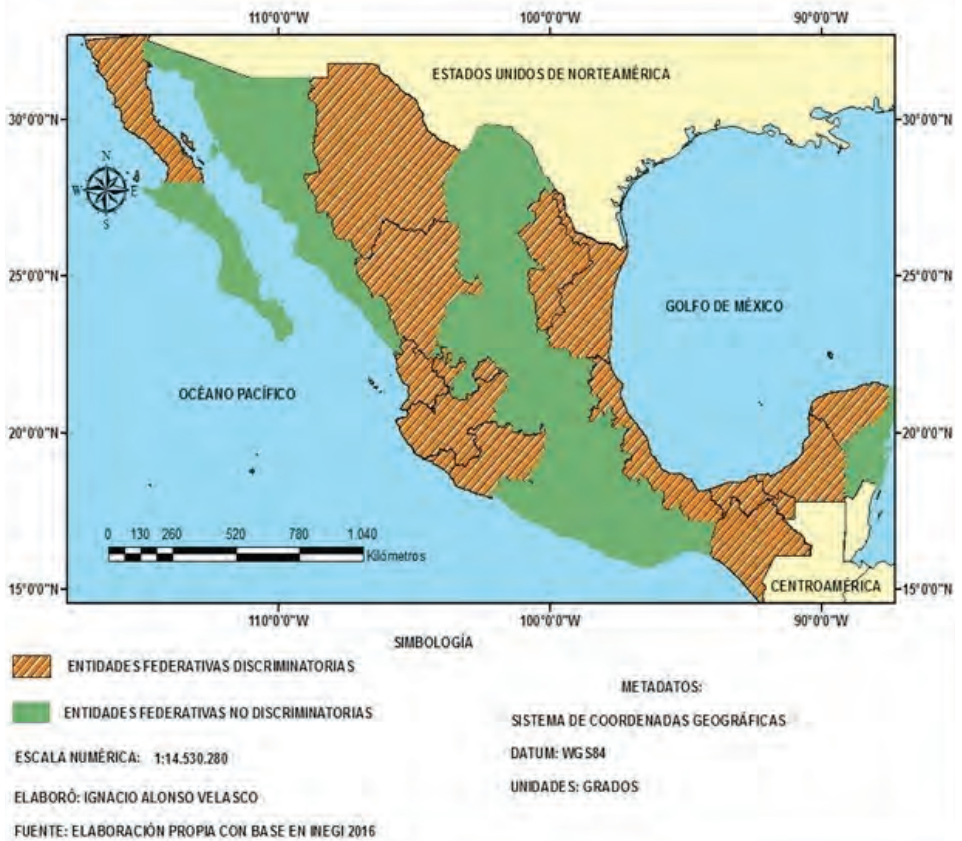 110°0'0"W 100°0'0"W 90°0'0"W
ESTADOS UNIDOS DE NORTEAMÉRICA
30°0'0"N 30°0'0"N
N
W E
S
25°0'0"N 25°0'0"N
GOLFO DE MÉXICO
OCÉANO PACÍFICO
20°0'0"N 20°0'0"N
0 130 260 520 780 1.040
Kilómetros
15°0'0"N 15°0'0"N
CENTROAMÉRICA
110°0'0"W 100°0'0"W 90°0'0"W
SIMBOLOGÍA
ENTIDADES FEDERATIVAS DISCRIMINATORIAS
ENTIDADES FEDERATIVAS NO DISCRIMINATORIAS
ESCALA NUMÉRICA: 1:14.530.280
ELABORÓ: IGNACIO ALONSO VELASCO
FUENTE: ELABORACIÓN PROPIA CON BASE EN INEGI 2016
METADATOS:
SISTEMA DE COORDENADAS GEOGRÁFICAS
DATUM: WGS84
UNIDADES: GRADOS